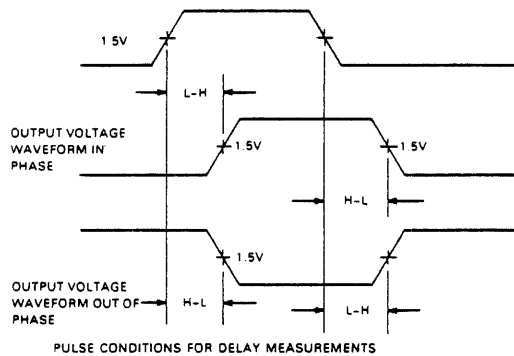 1.5V
L-H
OUTPUT VOLTAGE
WAVEFORM IN
PHASE
1.5V
1.5V
H-L
1.5V
OUTPUT VOLTAGE
WAVEFORM OUT OF
PHASE
H-L
L-H
PULSE CONDITIONS FOR DELAY MEASUREMENTS